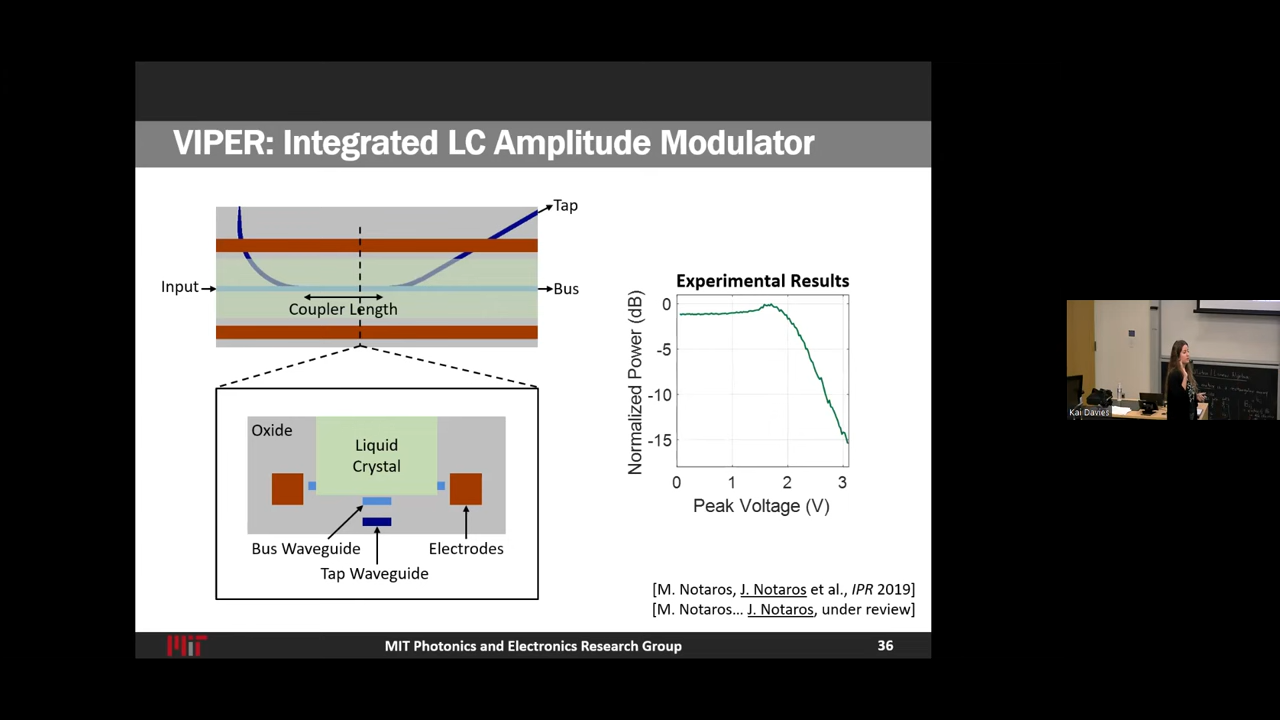 VIPER: Integrated LC Amplitude Modulator
Tap
Input
Bus
Coupler Length
Oxide
Liquid
Crystal
Bus Waveguide
Electrodes
Tap Waveguide
Experimental Results
Normalized Power (dB)
0
-5
-10
-15
0 1 2 3
Peak Voltage (V)
[M. Notaros, J. Notaros et al., IPR 2019]
[M. Notaros... J. Notaros, under review]
MiT
MIT Photonics and Electronics Research Group
36
Kai Davies